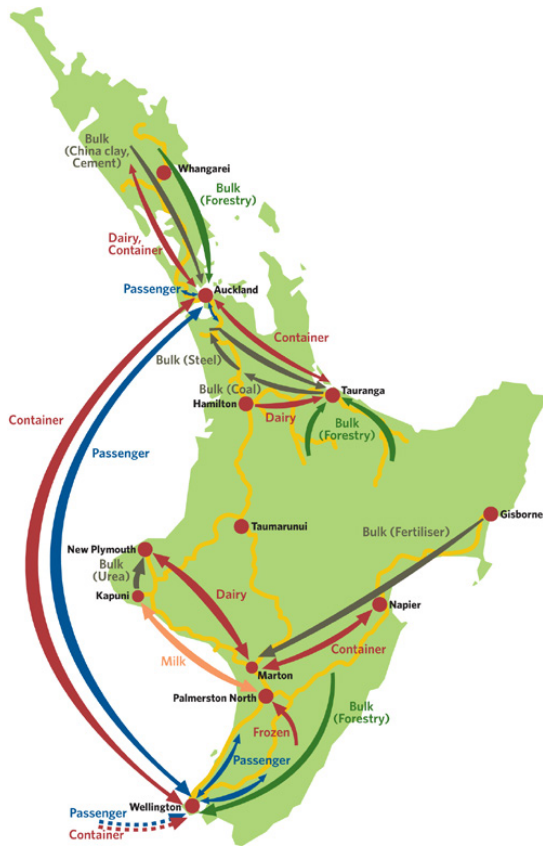 Bulk
(China clay,
Cement)
Whangarei
Bulk
(Forestry)
Dairy,
Container
Passenger
Auckland
Container
Bulk (Steel)
Bulk (Coal)
Tauranga
Hamilton
Dairy
Bulk
(Forestry)
Container
Passenger
Gisborne
Taumarunui
Bulk (Fertiliser)
New Plymouth
Bulk
(Urea)
Kapuni
Dairy
Napier
Milk
Container
Marton
Palmerston North
Frozen
Bulk
(Forestry)
Passenger
Wellington
Passenger
Container